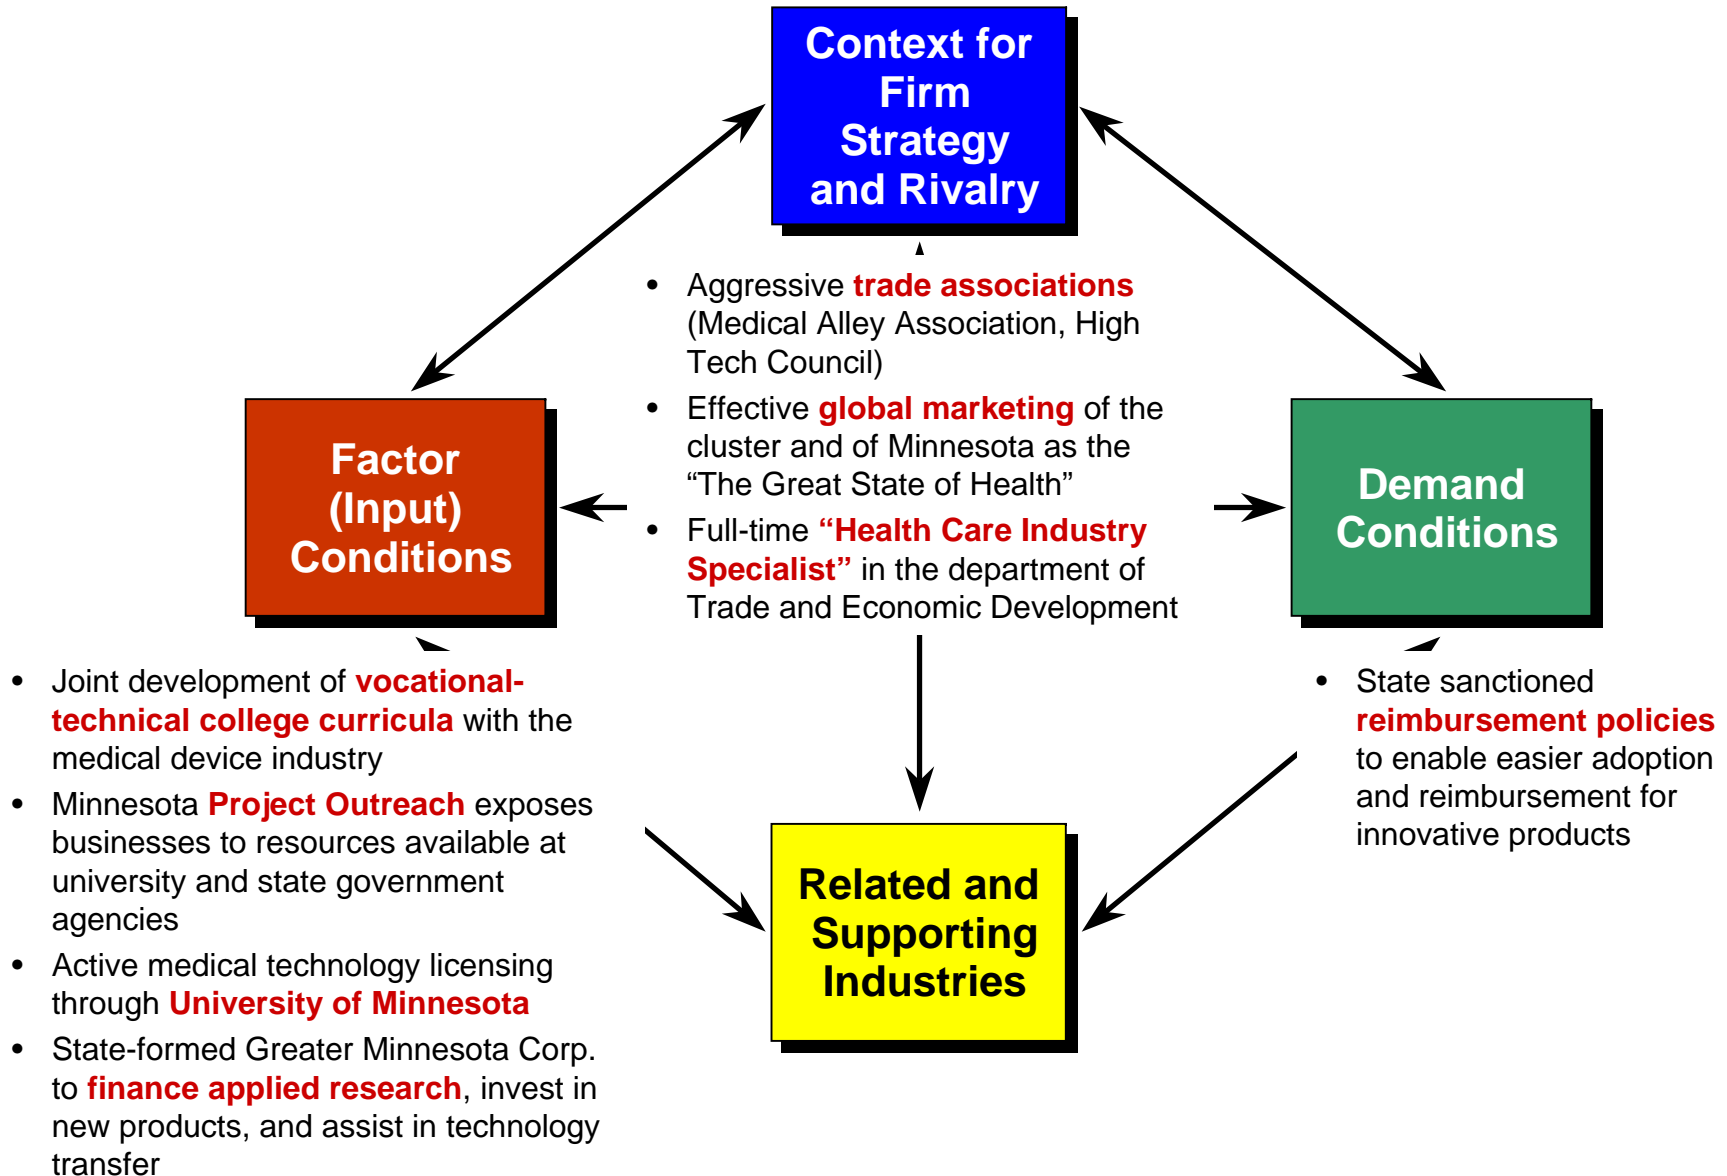 Context for
Firm
Strategy
and Rivalry
• Aggressive trade associations
(Medical Alley Association, High
Tech Council)
• Effective global marketing of the
cluster and of Minnesota as the
“The Great State of Health”
• Full-time “Health Care Industry
Specialist” in the department of
Trade and Economic Development
Factor
(Input)
Conditions
Demand
Conditions
• Joint development of vocational-
technical college curricula with the
medical device industry
• Minnesota Project Outreach exposes
businesses to resources available at
university and state government
agencies
• Active medical technology licensing
through University of Minnesota
• State-formed Greater Minnesota Corp.
to finance applied research, invest in
new products, and assist in technology
transfer
• State sanctioned
reimbursement policies
to enable easier adoption
and reimbursement for
innovative products
Related and
Supporting
Industries